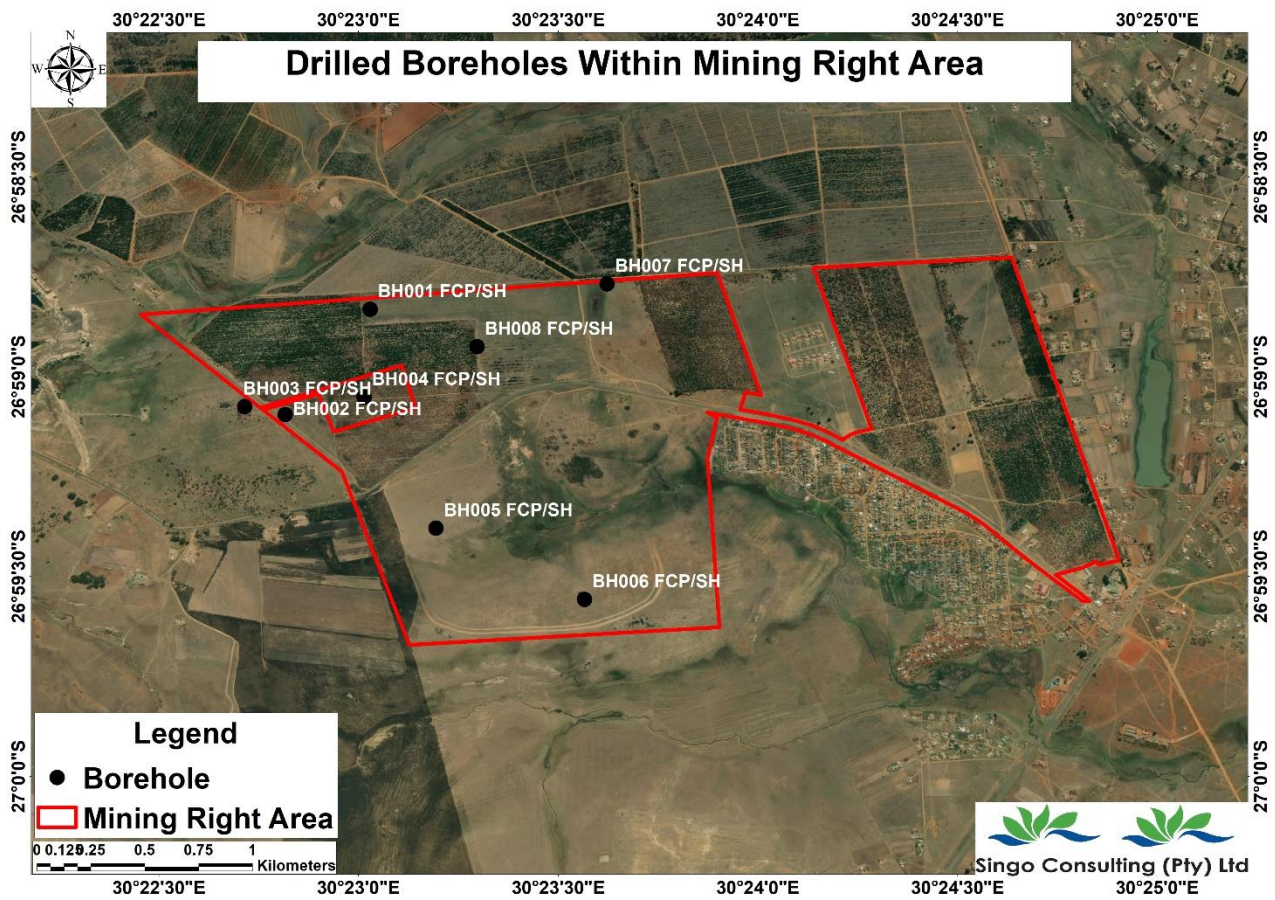 30°22'30"E 30°23'0"E 30°23'30"E 30°24'0"E 30°24'30"E 30°25'0"E
N
W E
S
Drilled Boreholes Within Mining Right Area
26°58'30"S 26°58'30"S
BH007 FCP/SH
BH001 FCP/SH
BH008 FCP/SH
26°59'0"S 26°59'0"S
BH004 FCP/SH
BH003 FCP/SH
BH002 FCP/SH
BH005 FCP/SH
26°59'30"S 26°59'30"S
BH006 FCP/SH
27°0'0"S 27°0'0"S
Legend
Borehole
Mining Right Area
0 0.125 0.25 0.5 0.75 1
Kilometers
Singo Consulting (Pty) Ltd
30°22'30"E 30°23'0"E 30°23'30"E 30°24'0"E 30°24'30"E 30°25'0"E